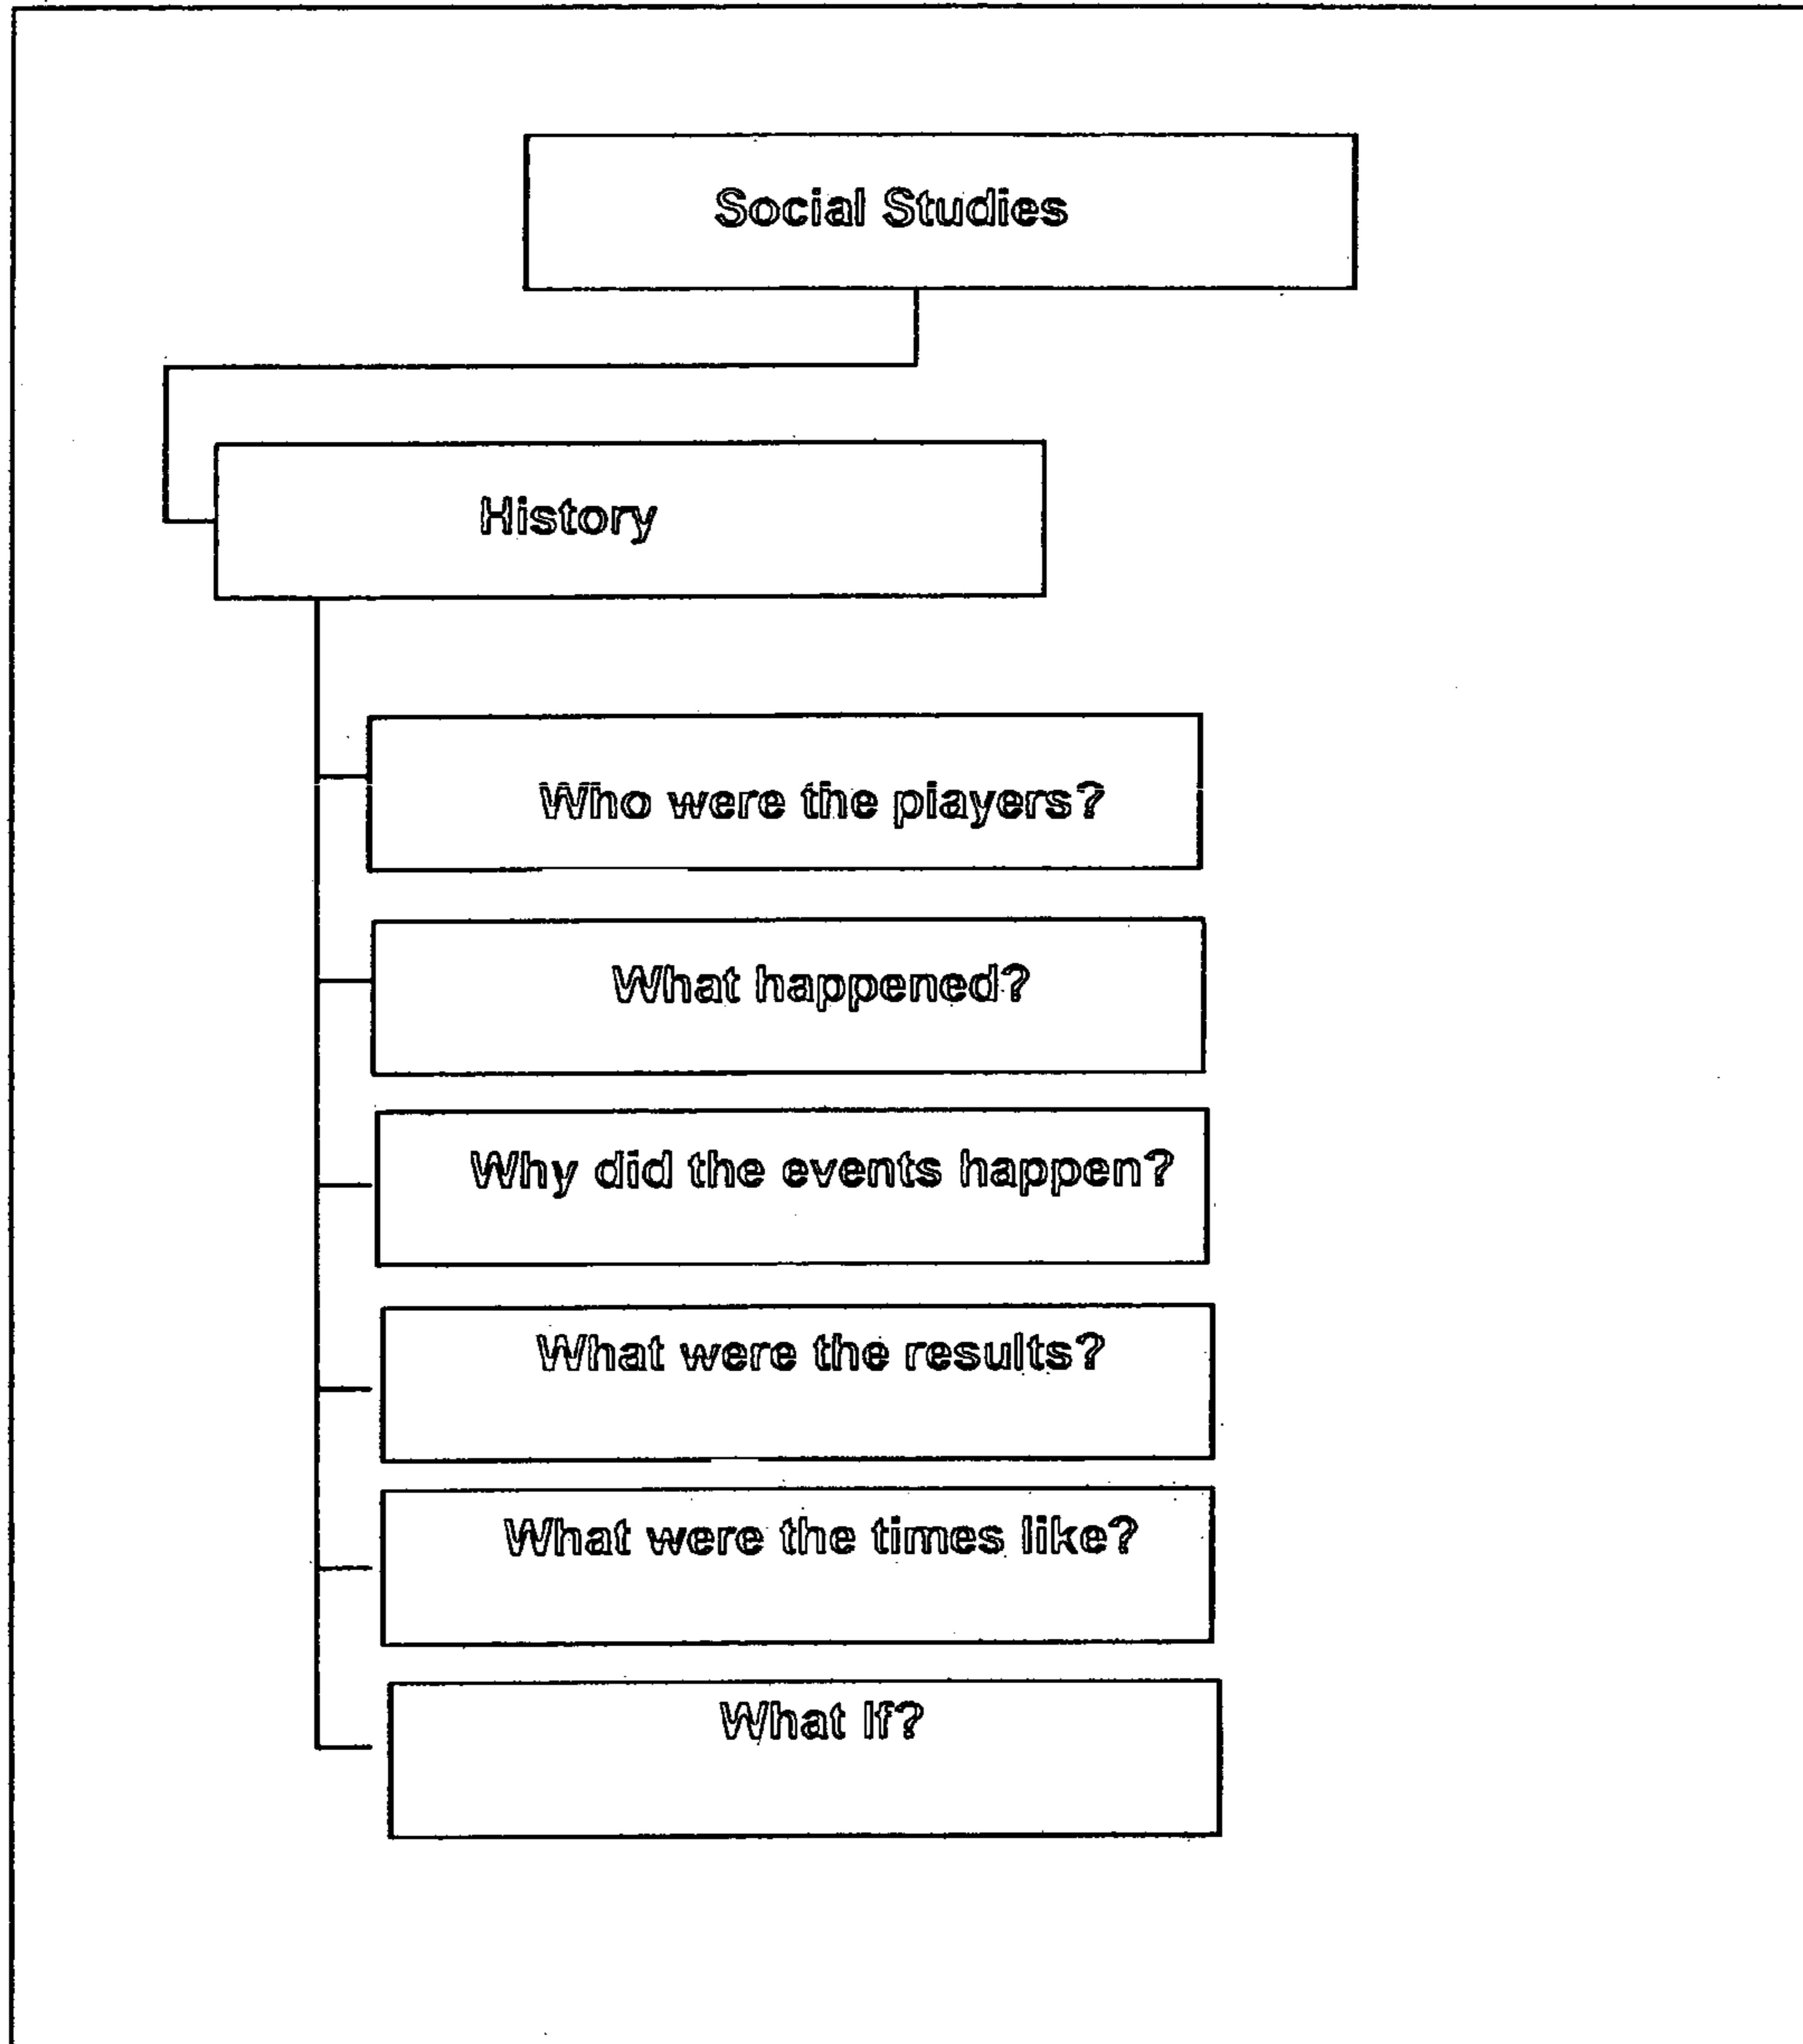 Social Studies
History
Who were the players?
What happened?
Why did the events happen?
What were the results?
What were the times like?
What If?